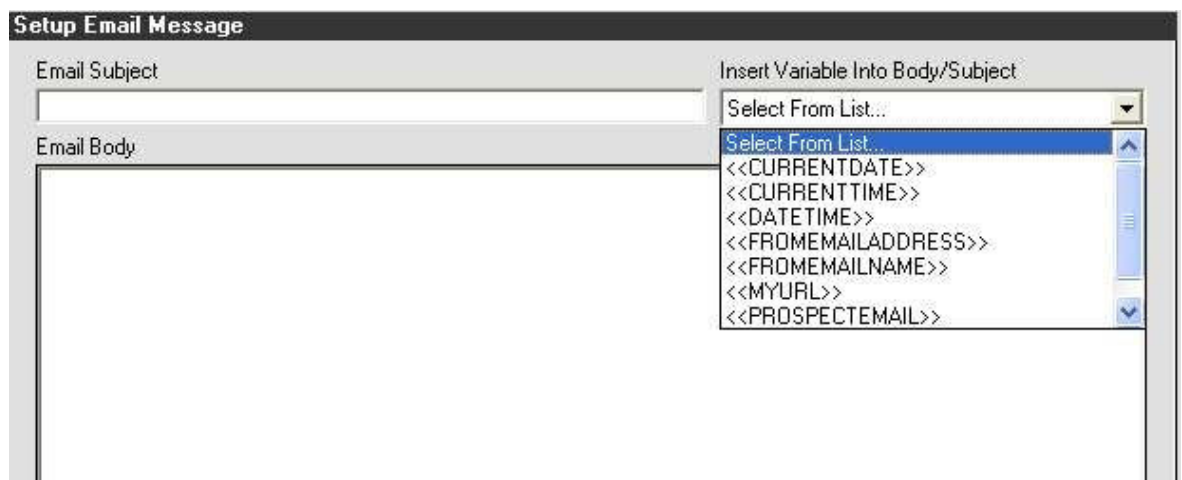 Setup Email Message
Email Subject
Insert Variable Into Body/Subject
Select From List...
Email Body
Select From List...
<<CURRENTDATE>>
<<CURRENTTIME>>
<<DATETIME>>
<<FROMEMAILADDRESS>>
<<FROMEMAILNAME>>
<<MYURL>>
<<PROSPECTEMAIL>>